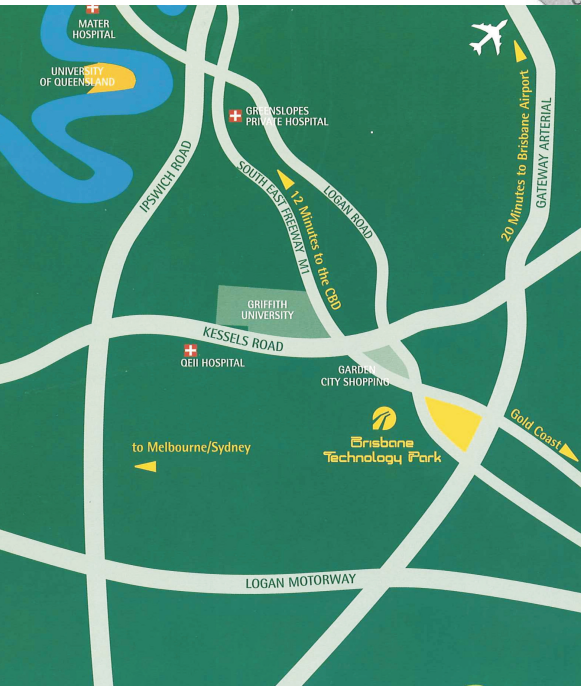 MATER
HOSPITAL
UNIVERSITY
OF QUEENSLAND
GREENSLOPES
PRIVATE HOSPITAL
20 Minutes to Brisbane Airport
GATEWAY ARTERIAL
IPSWICH ROAD
SOUTH EAST FREEWAY M1
12 Minutes to the CBD
LOGAN ROAD
GRIFFITH
UNIVERSITY
KESSELS ROAD
QEII HOSPITAL
GARDEN
CITY SHOPPING
Brisbane
Technology Park
Gold Coast
to Melbourne/Sydney
LOGAN MOTORWAY